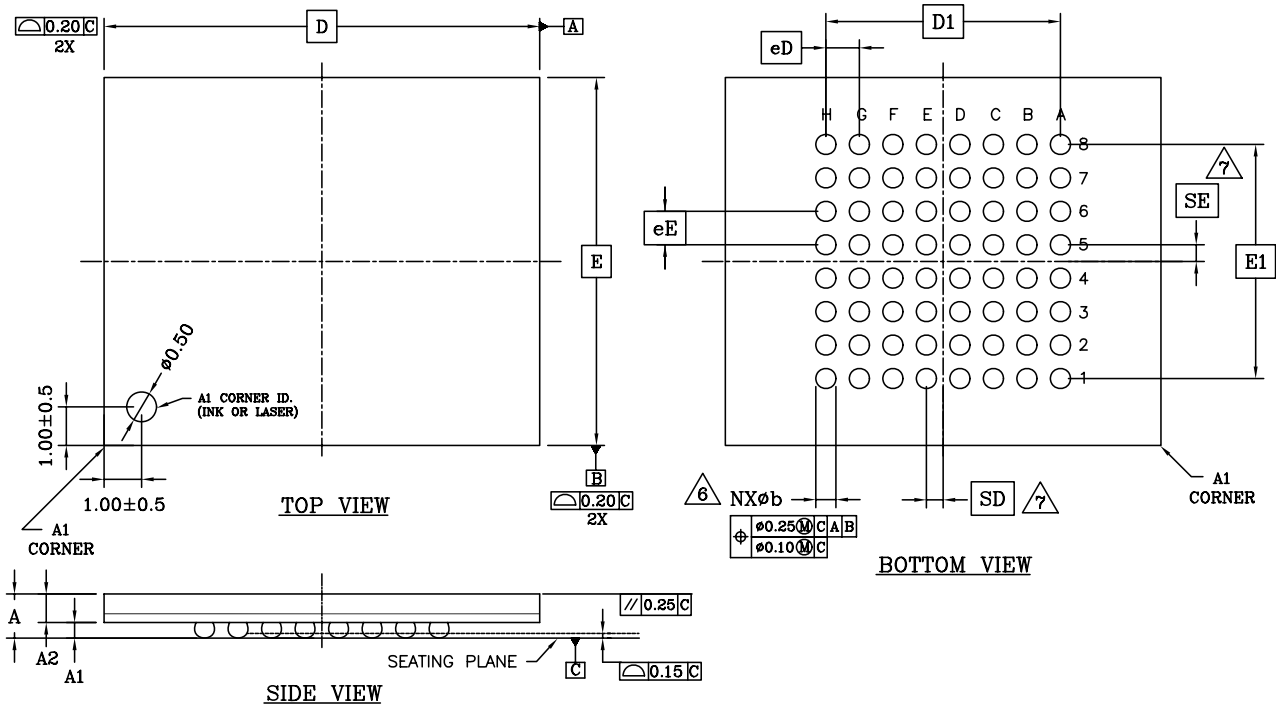 ⌓ 0.20 C
2X
D
A
E
ø0.50
A1 CORNER ID.
(INK OR LASER)
1.00±0.5
1.00±0.5
B
⌓ 0.20 C
2X
TOP VIEW
A1
CORNER
D1
eD
H G F E D C B A
8
7
6
5
4
3
2
1
7
SE
eE
E1
6 NXøb
⌖ ø0.25 Ⓜ C A B
ø0.10 Ⓜ C
SD 7
A1
CORNER
BOTTOM VIEW
A
A2
A1
// 0.25 C
SEATING PLANE
C
⌓ 0.15 C
SIDE VIEW